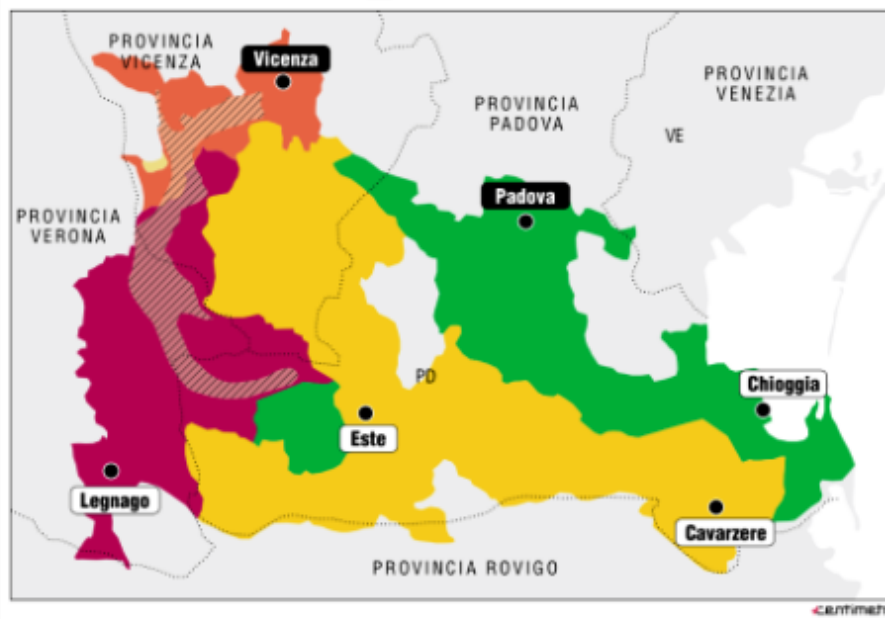 PROVINCIA
VICENZA
Vicenza
PROVINCIA
PADOVA
PROVINCIA
VENEZIA
VE
Padova
PROVINCIA
VERONA
PD
Chioggia
Este
Legnago
Cavarzere
PROVINCIA ROVIGO
centimetri